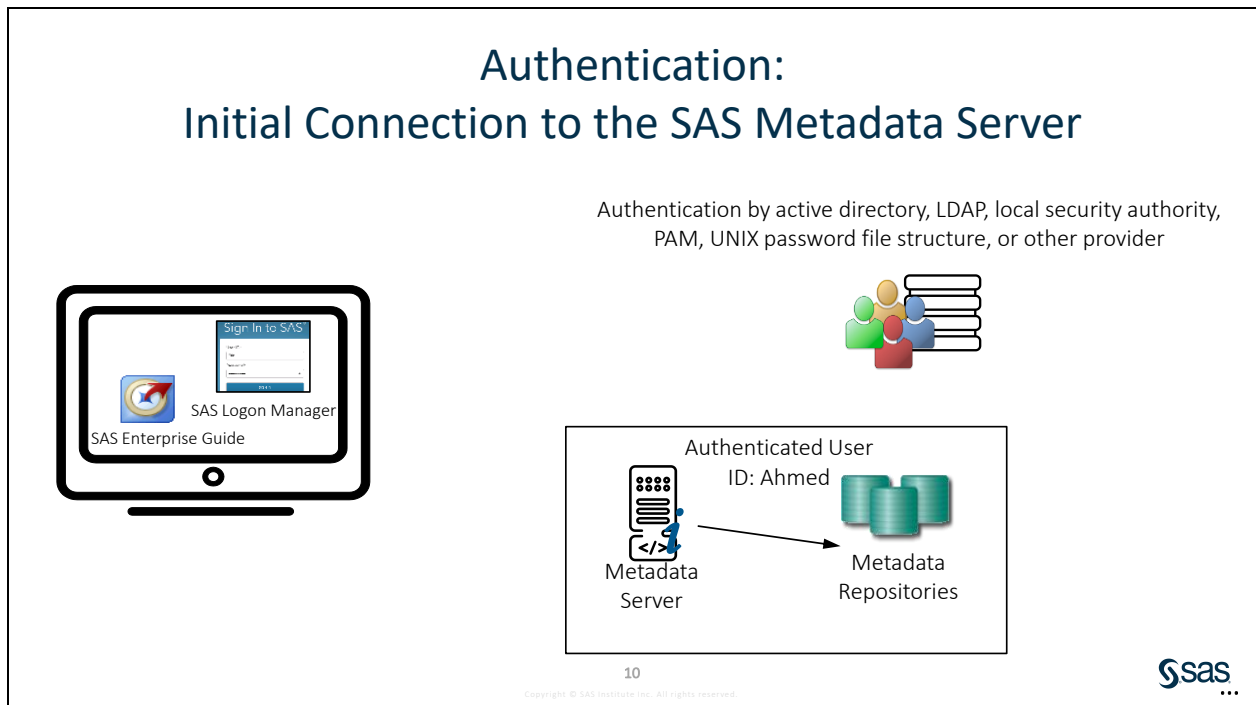 Authentication:
Initial Connection to the SAS Metadata Server
Authentication by active directory, LDAP, local security authority,
PAM, UNIX password file structure, or other provider
Sign In to SAS
SAS Logon Manager
SAS Enterprise Guide
Authenticated User
ID: Ahmed
</>
i
Metadata
Server
Metadata
Repositories
10
Copyright © SAS Institute Inc. All rights reserved.
sas
...